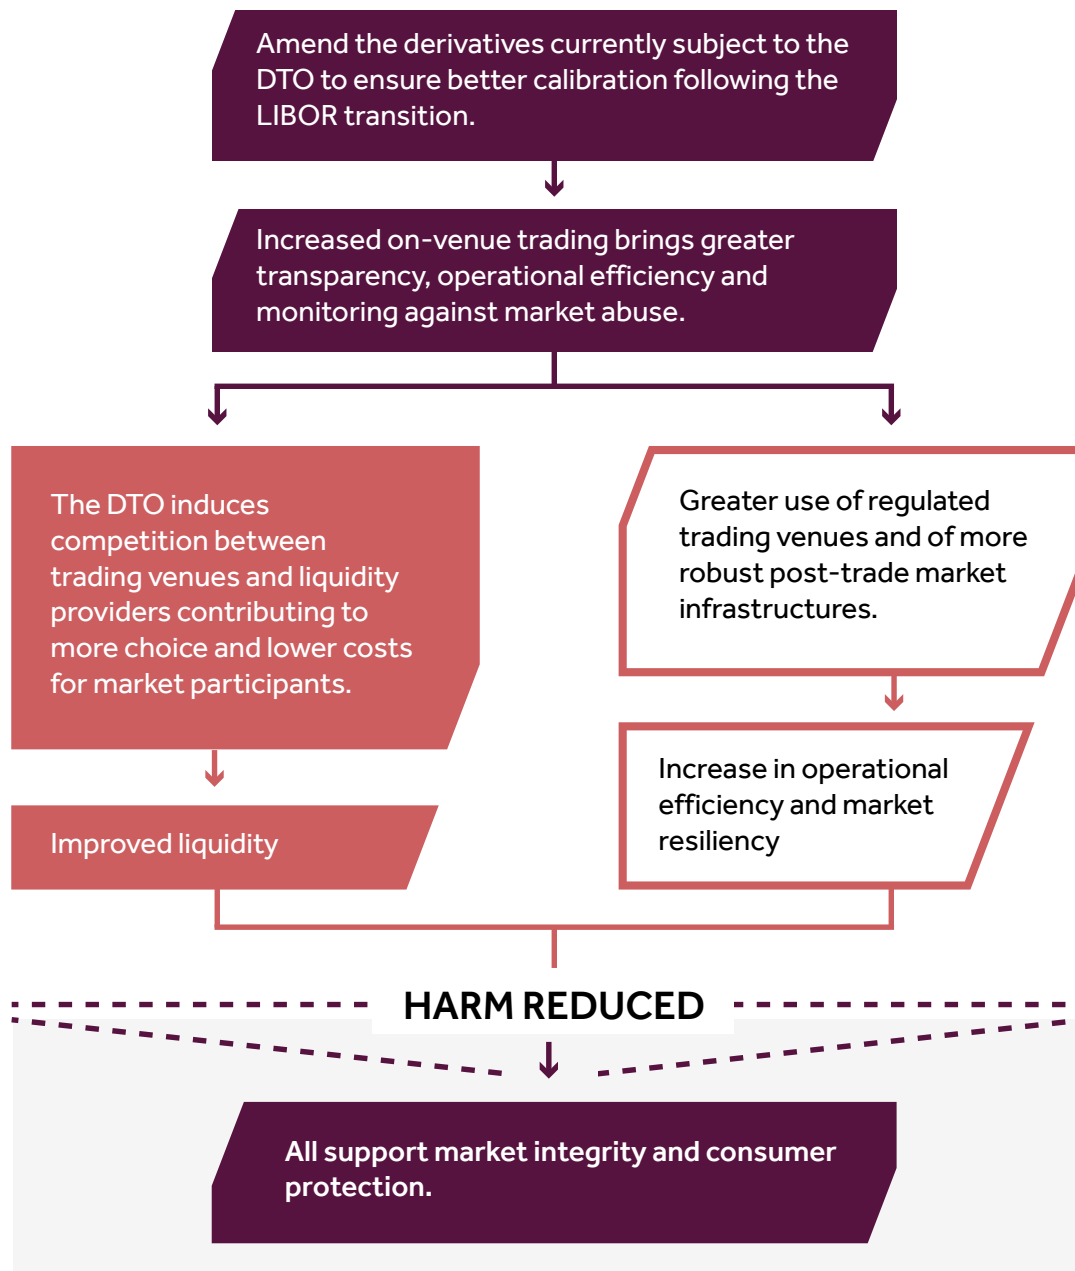 Amend the derivatives currently subject to the
DTO to ensure better calibration following the
LIBOR transition.
Increased on-venue trading brings greater
transparency, operational efficiency and
monitoring against market abuse.
The DTO induces
competition between
trading venues and liquidity
providers contributing to
more choice and lower costs
for market participants.
Improved liquidity
Greater use of regulated
trading venues and of more
robust post-trade market
infrastructures.
Increase in operational
efficiency and market
resiliency
HARM REDUCED
All support market integrity and consumer
protection.